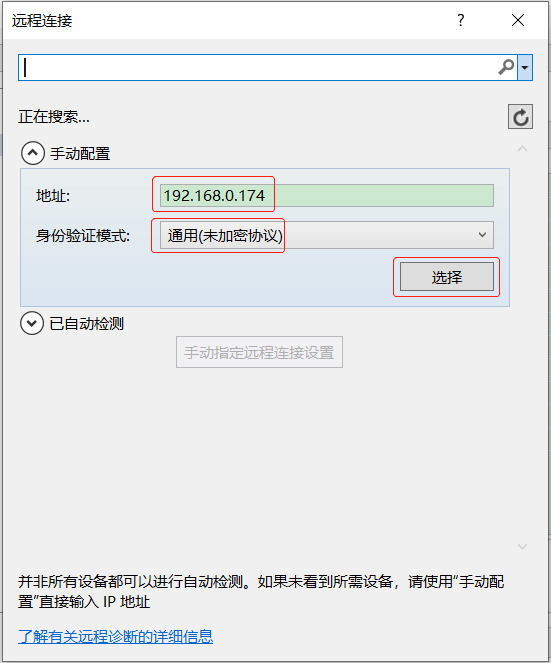 远程连接
?
正在搜索...
手动配置
地址:
192.168.0.174
身份验证模式:
通用(未加密协议)
选择
已自动检测
手动指定远程连接设置
并非所有设备都可以进行自动检测。如果未看到所需设备，请使用“手动配
置”直接输入 IP 地址
了解有关远程诊断的详细信息